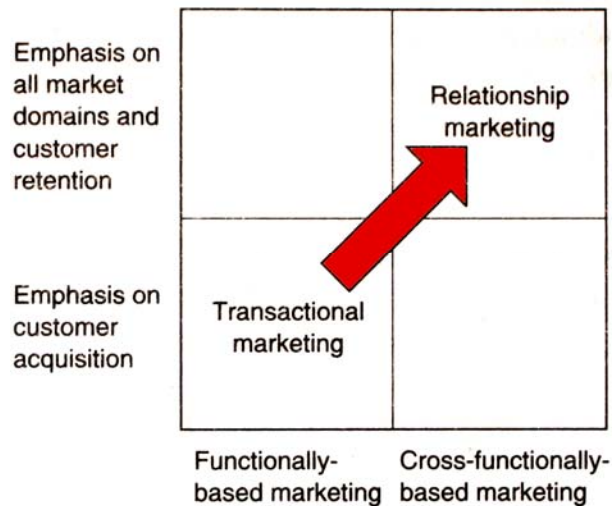 Emphasis on
all market
domains and
customer
retention
Relationship
marketing
Emphasis on
customer
acquisition
Transactional
marketing
Functionally-
based marketing
Cross-functionally-
based marketing